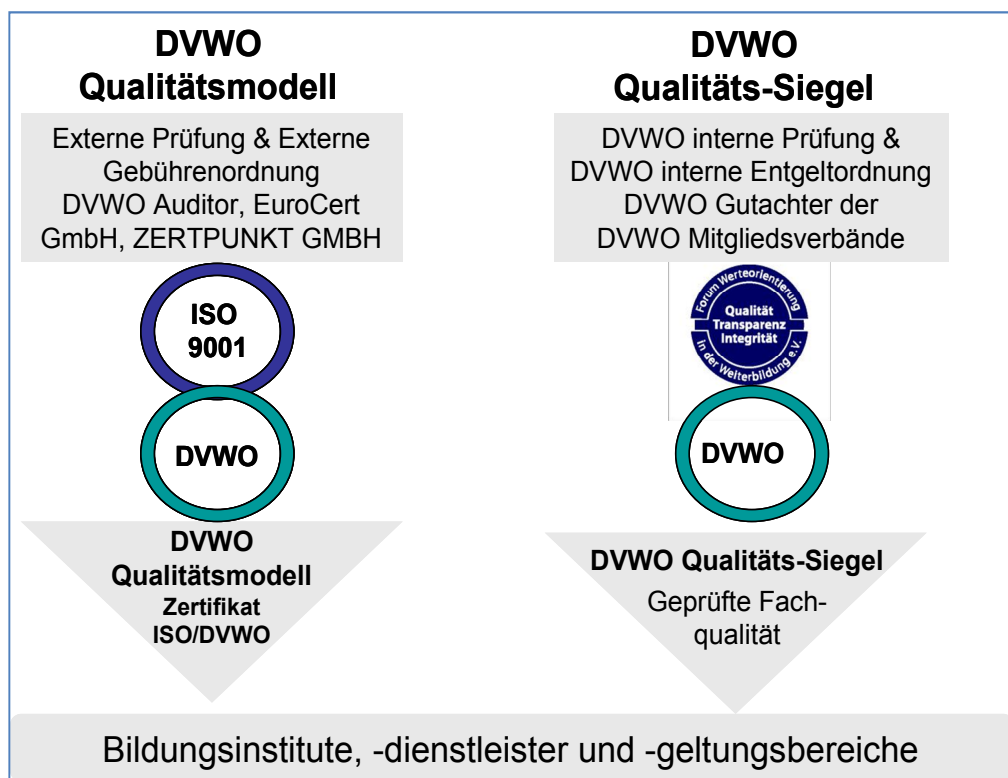 DVWO
Qualitätsmodell
Externe Prüfung & Externe
Gebührenordnung
DVWO Auditor, EuroCert
GmbH, ZERTPUNKT GMBH
ISO
9001
DVWO
DVWO
Qualitätsmodell
Zertifikat
ISO/DVWO
DVWO
Qualitäts-Siegel
DVWO interne Prüfung &
DVWO interne Entgeltordnung
DVWO Gutachter der
DVWO Mitgliedsverbände
Forum Werteorientierung
Qualität
Transparenz
Integrität
in der Weiterbildung e.V.
DVWO
DVWO Qualitäts-Siegel
Geprüfte Fach-
qualität
Bildungsinstitute, -dienstleister und -geltungsbereiche